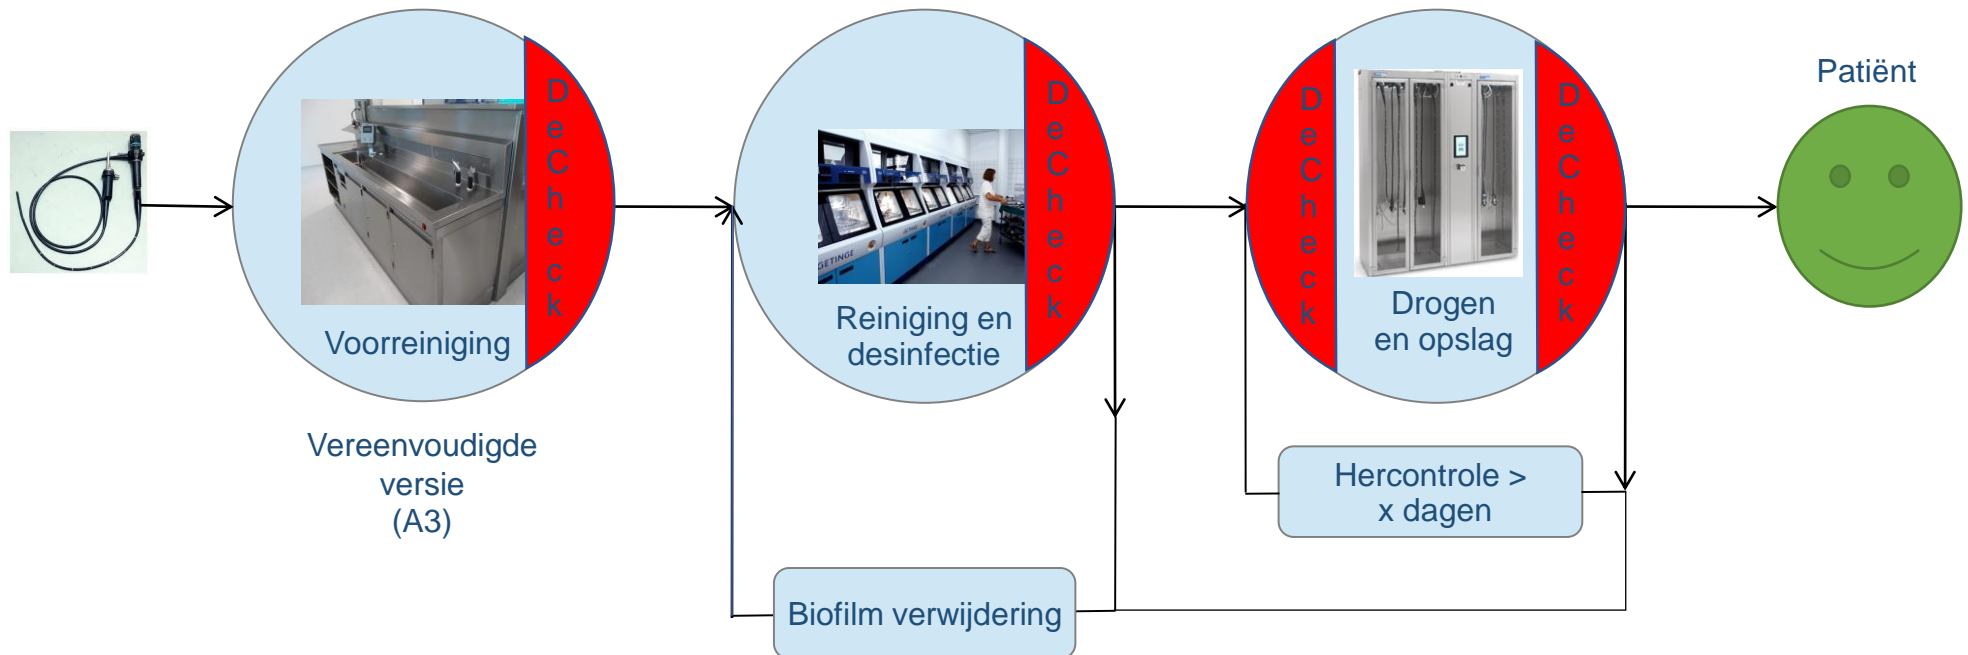 DeCheck
Voorreiniging
Vereenvoudigde
versie
(A3)
GETINGE
DeCheck
Reiniging en
desinfectie
Biofilm verwijdering
DeCheck
DeCheck
Drogen
en opslag
Hercontrole >
x dagen
Patiënt